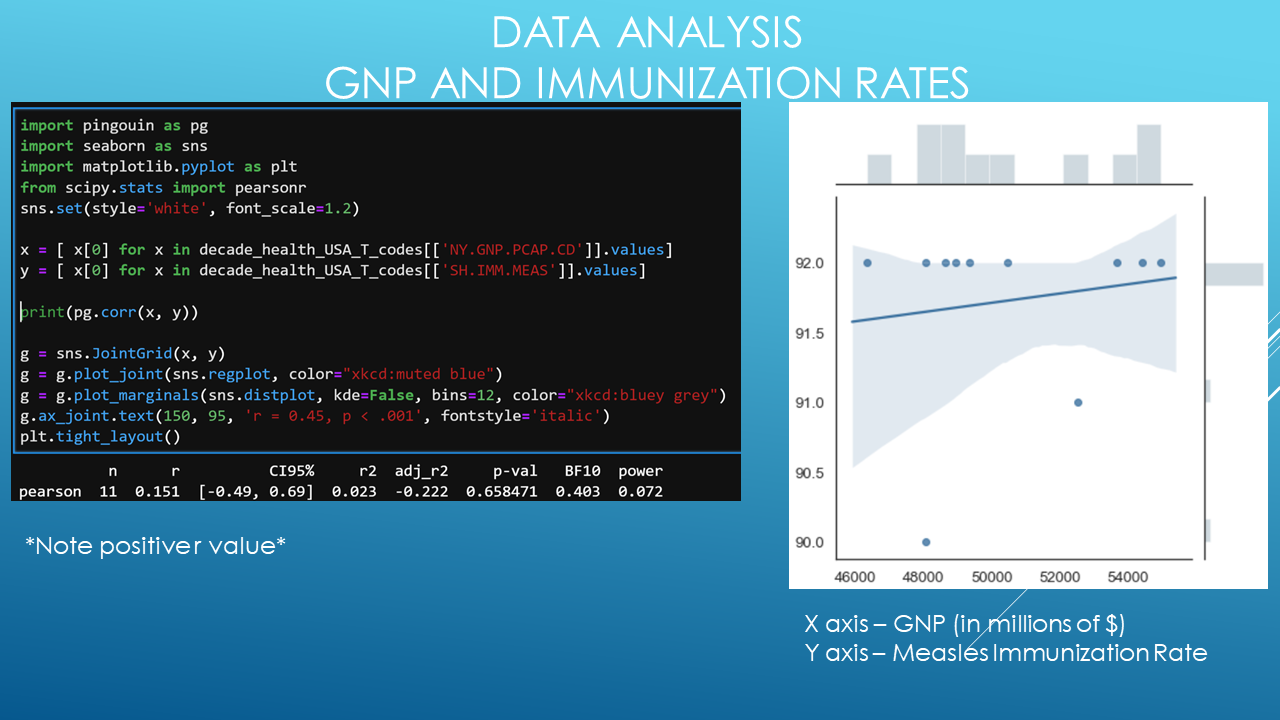 DATA ANALYSIS
GNP AND IMMUNIZATION RATES
import pingouin as pg
import seaborn as sns
import matplotlib.pyplot as plt
from scipy.stats import pearsonr
sns.set(style='white', font_scale=1.2)
x = [ x[0] for x in decade_health_USA_T_codes[['NY.GNP.PCAP.CD']].values]
y = [ x[0] for x in decade_health_USA_T_codes[['SH.IMM.MEAS']].values]
print(pg.corr(x, y))
g = sns.JointGrid(x, y)
g = g.plot_joint(sns.regplot, color="xkcd:muted blue")
g = g.plot_marginals(sns.distplot, kde=False, bins=12, color="xkcd:bluey grey")
g.ax_joint.text(150, 95, 'r = 0.45, p < .001', fontstyle='italic')
plt.tight_layout()
n r CI95% r2 adj_r2 p-val BF10 power
pearson 11 0.151 [-0.49, 0.69] 0.023 -0.222 0.658471 0.403 0.072
*Note positive r value*
92.0
91.5
91.0
90.5
90.0
46000 48000 50000 52000 54000
X axis – GNP (in millions of $)
Y axis – Measles Immunization Rate